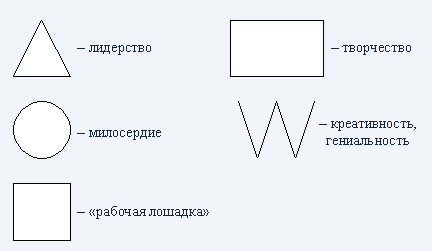 – лидерство
– творчество
– милосердие
– креативность,
гениальность
– «рабочая лошадка»